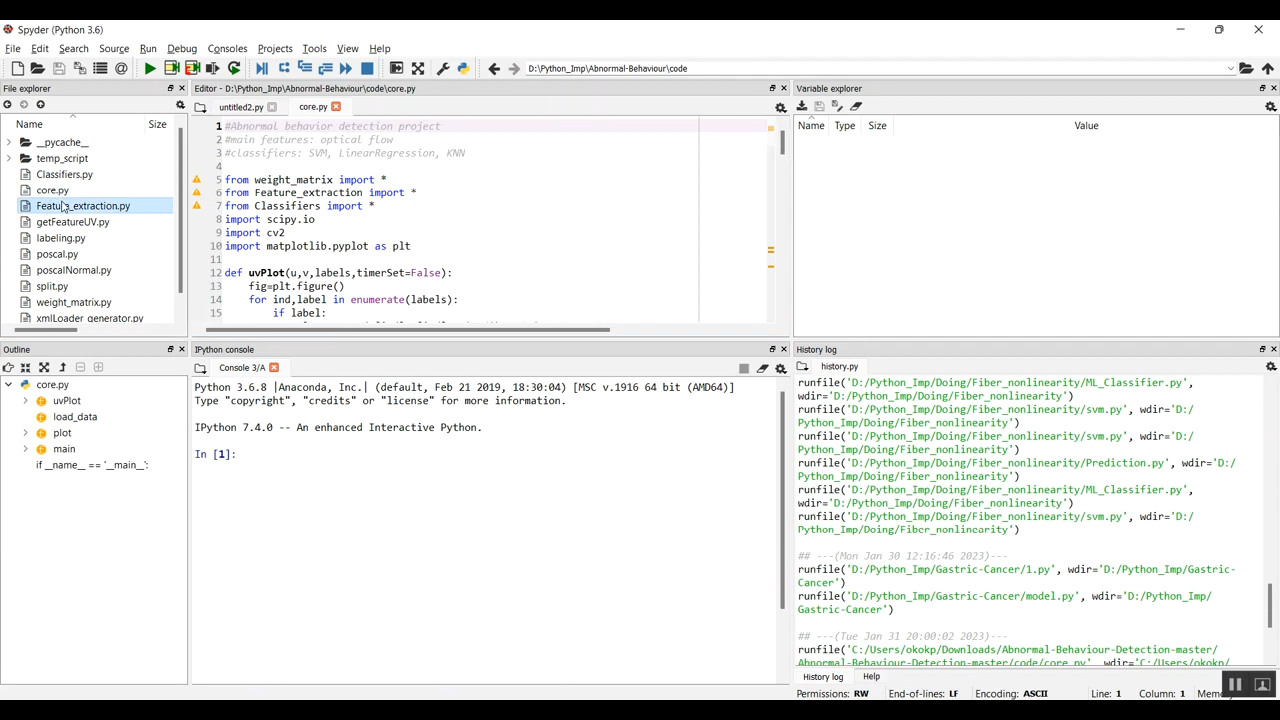 Spyder (Python 3.6)
File Edit Search Source Run Debug Consoles Projects Tools View Help
D:\Python_Imp\Abnormal-Behaviour\code
File explorer
Name Size
__pycache__
temp_script
Classifiers.py
core.py
Feature_extraction.py
getFeatureUV.py
labeling.py
poscal.py
poscalNormal.py
split.py
weight_matrix.py
xmlLoader_generator.py
Editor - D:\Python_Imp\Abnormal-Behaviour\code\core.py
untitled2.py core.py
1 #Abnormal behavior detection project
2 #main features: optical flow
3 #classifiers: SVM, LinearRegression, KNN
4
5 from weight_matrix import *
6 from Feature_extraction import *
7 from Classifiers import *
8 import scipy.io
9 import cv2
10 import matplotlib.pyplot as plt
11
12 def uvPlot(u,v,labels,timerSet=False):
13 fig=plt.figure()
14 for ind,label in enumerate(labels):
15 if label:
Variable explorer
Name Type Size Value
Outline
core.py
uvPlot
load_data
plot
main
if __name__ == '__main__':
IPython console
Console 3/A
Python 3.6.8 |Anaconda, Inc.| (default, Feb 21 2019, 18:30:04) [MSC v.1916 64 bit (AMD64)]
Type "copyright", "credits" or "license" for more information.
IPython 7.4.0 -- An enhanced Interactive Python.
In [1]:
History log
history.py
runfile('D:/Python_Imp/Doing/Fiber_nonlinearity/ML_Classifier.py',
wdir='D:/Python_Imp/Doing/Fiber_nonlinearity')
runfile('D:/Python_Imp/Doing/Fiber_nonlinearity/svm.py', wdir='D:/
Python_Imp/Doing/Fiber_nonlinearity')
runfile('D:/Python_Imp/Doing/Fiber_nonlinearity/svm.py', wdir='D:/
Python_Imp/Doing/Fiber_nonlinearity')
runfile('D:/Python_Imp/Doing/Fiber_nonlinearity/Prediction.py', wdir='D:/
Python_Imp/Doing/Fiber_nonlinearity')
runfile('D:/Python_Imp/Doing/Fiber_nonlinearity/ML_Classifier.py',
wdir='D:/Python_Imp/Doing/Fiber_nonlinearity')
runfile('D:/Python_Imp/Doing/Fiber_nonlinearity/svm.py', wdir='D:/
Python_Imp/Doing/Fiber_nonlinearity')
## ---(Mon Jan 30 12:16:46 2023)---
runfile('D:/Python_Imp/Gastric-Cancer/1.py', wdir='D:/Python_Imp/Gastric-
Cancer')
runfile('D:/Python_Imp/Gastric-Cancer/model.py', wdir='D:/Python_Imp/
Gastric-Cancer')
## ---(Tue Jan 31 20:00:02 2023)---
runfile('C:/Users/okokp/Downloads/Abnormal-Behaviour-Detection-master/
Abnormal-Behaviour-Detection-master/code/core.py', wdir='C:/Users/okokp/
History log Help
Permissions: RW End-of-lines: LF Encoding: ASCII Line: 1 Column: 1